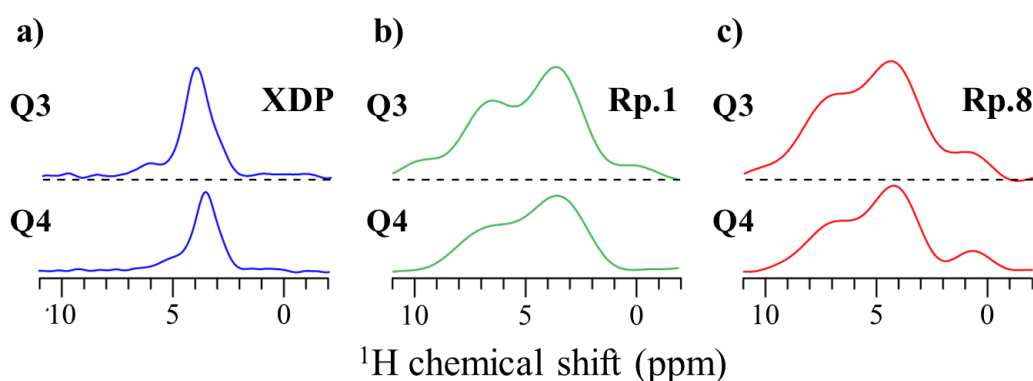 a) b) c)
Q3 XDP Q3 Rp.1 Q3 Rp.8
Q4 Q4 Q4
10 5 0 10 5 0 10 5 0
¹H chemical shift (ppm)